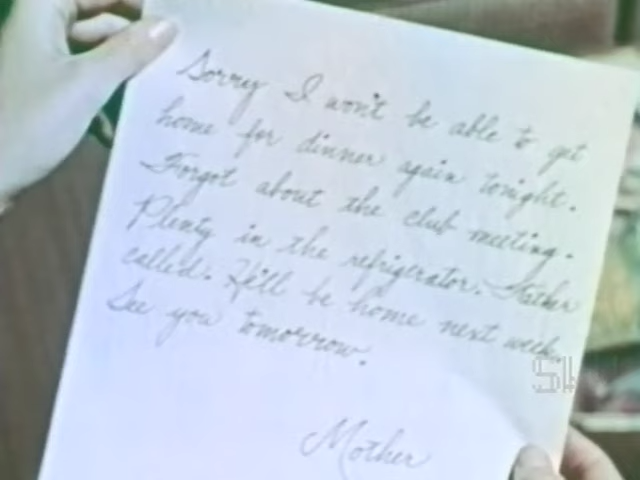 Sorry I won't be able to get
home for dinner again tonight.
Forgot about the club meeting.
Plenty in the refrigerator. Father
called. He'll be home next week.
See you tomorrow.
Mother